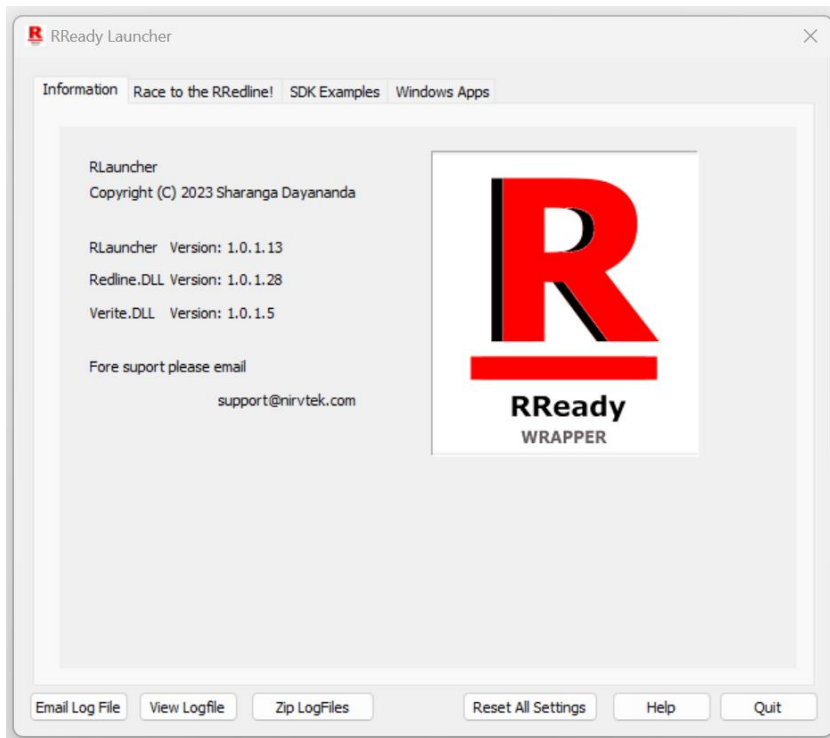 RReady Launcher
Information Race to the RRedline! SDK Examples Windows Apps
RLauncher
Copyright (C) 2023 Sharanga Dayananda
RLauncher Version: 1.0.1.13
Redline.DLL Version: 1.0.1.28
Verite.DLL Version: 1.0.1.5
Fore suport please email
support@nirvtek.com
R
RReady
WRAPPER
Email Log File View Logfile Zip LogFiles Reset All Settings Help Quit